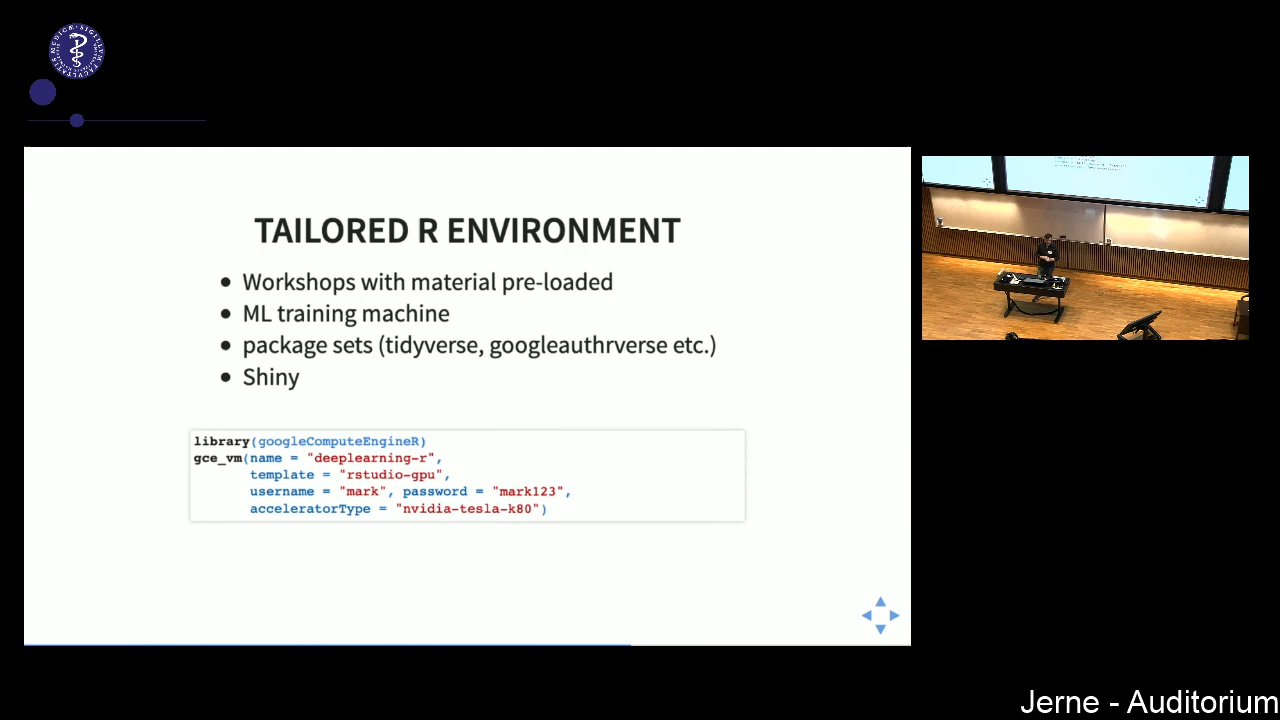 TAILORED R ENVIRONMENT
Workshops with material pre-loaded
ML training machine
package sets (tidyverse, googleauthrverse etc.)
Shiny
library(googleComputeEngineR)
gce_vm(name = "deeplearning-r",
template = "rstudio-gpu",
username = "mark", password = "mark123",
acceleratorType = "nvidia-tesla-k80")
Jerne - Auditorium